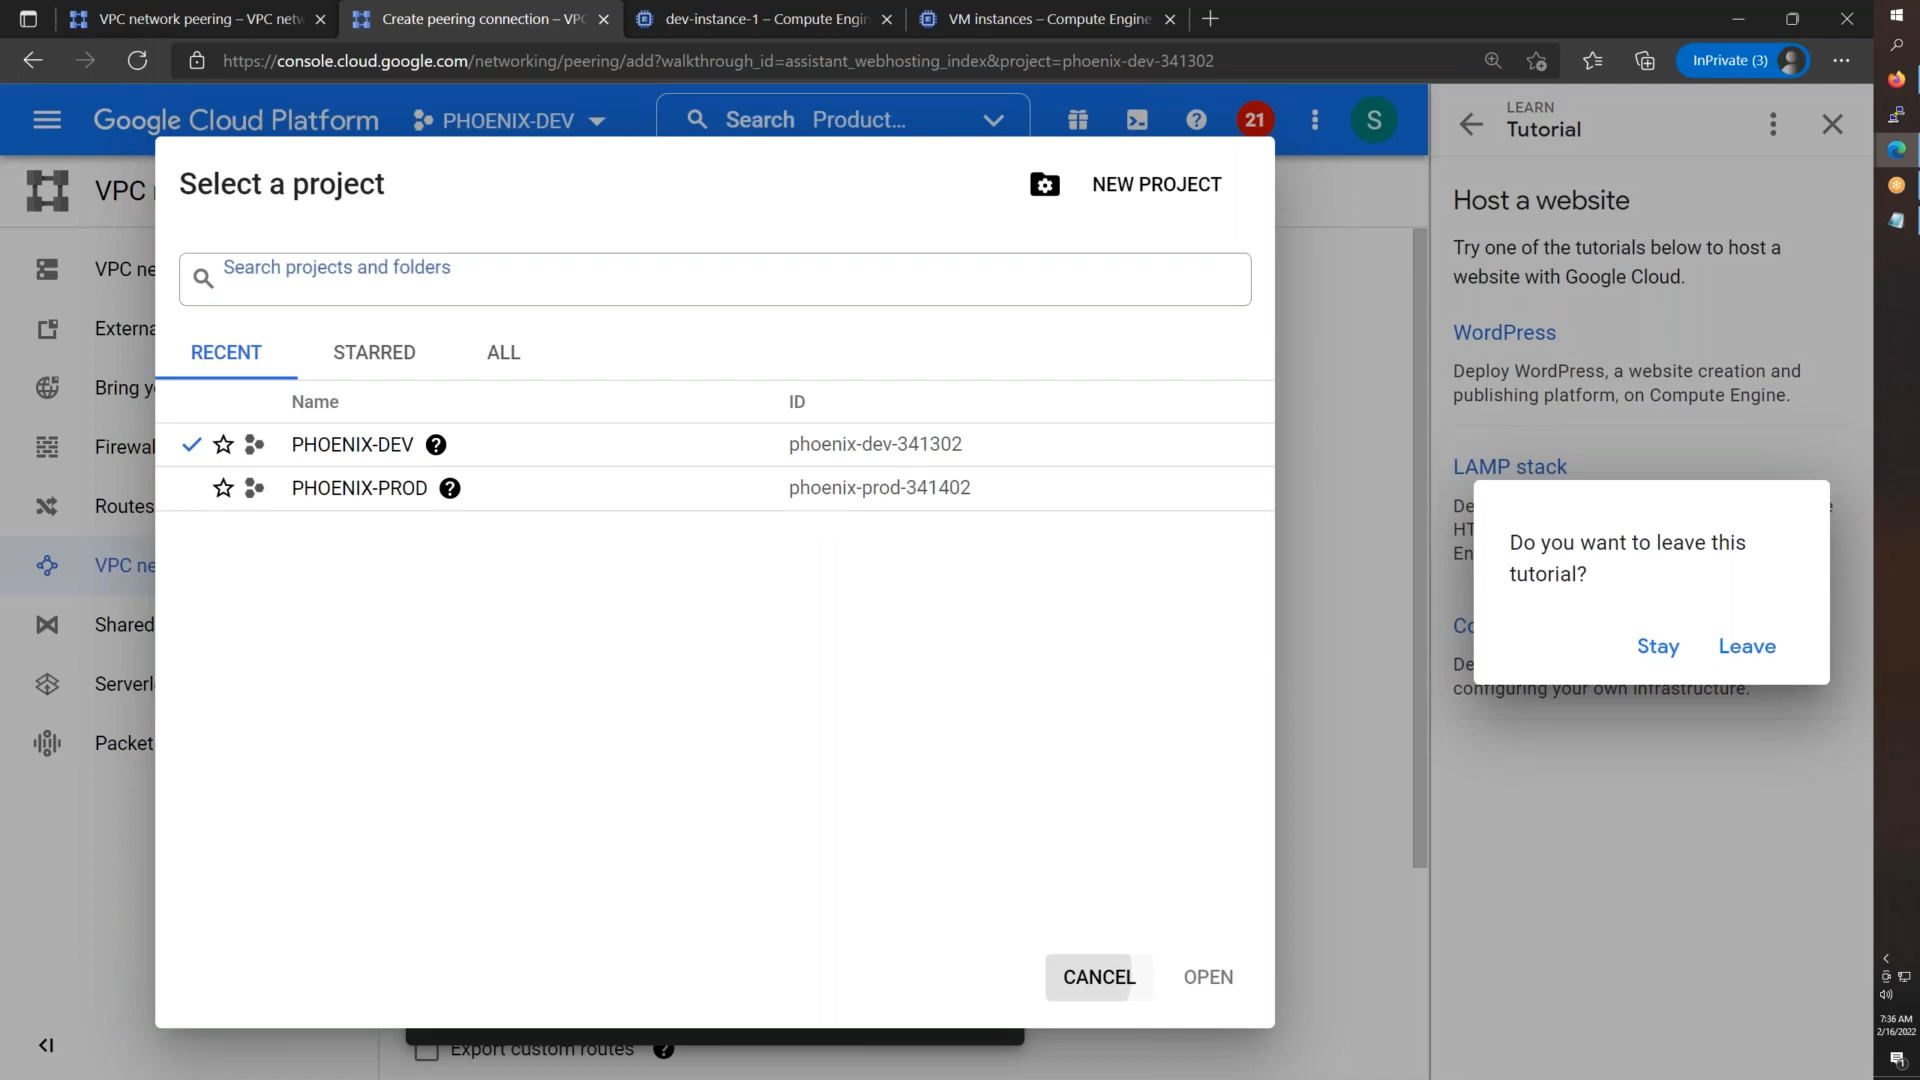 VPC network peering – VPC netw
Create peering connection – VPC
dev-instance-1 – Compute Engin
VM instances – Compute Engine
https://console.cloud.google.com/networking/peering/add?walkthrough_id=assistant_webhosting_index&project=phoenix-dev-341302
InPrivate (3)
Google Cloud Platform
PHOENIX-DEV
Search Product...
21
S
LEARN
Tutorial
VPC
VPC ne
Externa
Bring y
Firewal
Routes
VPC ne
Shared
Serverl
Packet
Select a project
NEW PROJECT
Search projects and folders
RECENT
STARRED
ALL
Name
ID
PHOENIX-DEV
phoenix-dev-341302
PHOENIX-PROD
phoenix-prod-341402
CANCEL
OPEN
Export custom routes
Host a website
Try one of the tutorials below to host a
website with Google Cloud.
WordPress
Deploy WordPress, a website creation and
publishing platform, on Compute Engine.
LAMP stack
De
HT
En
Do you want to leave this
tutorial?
Stay
Leave
Co
De
configuring your own infrastructure.
7:36 AM
2/16/2022